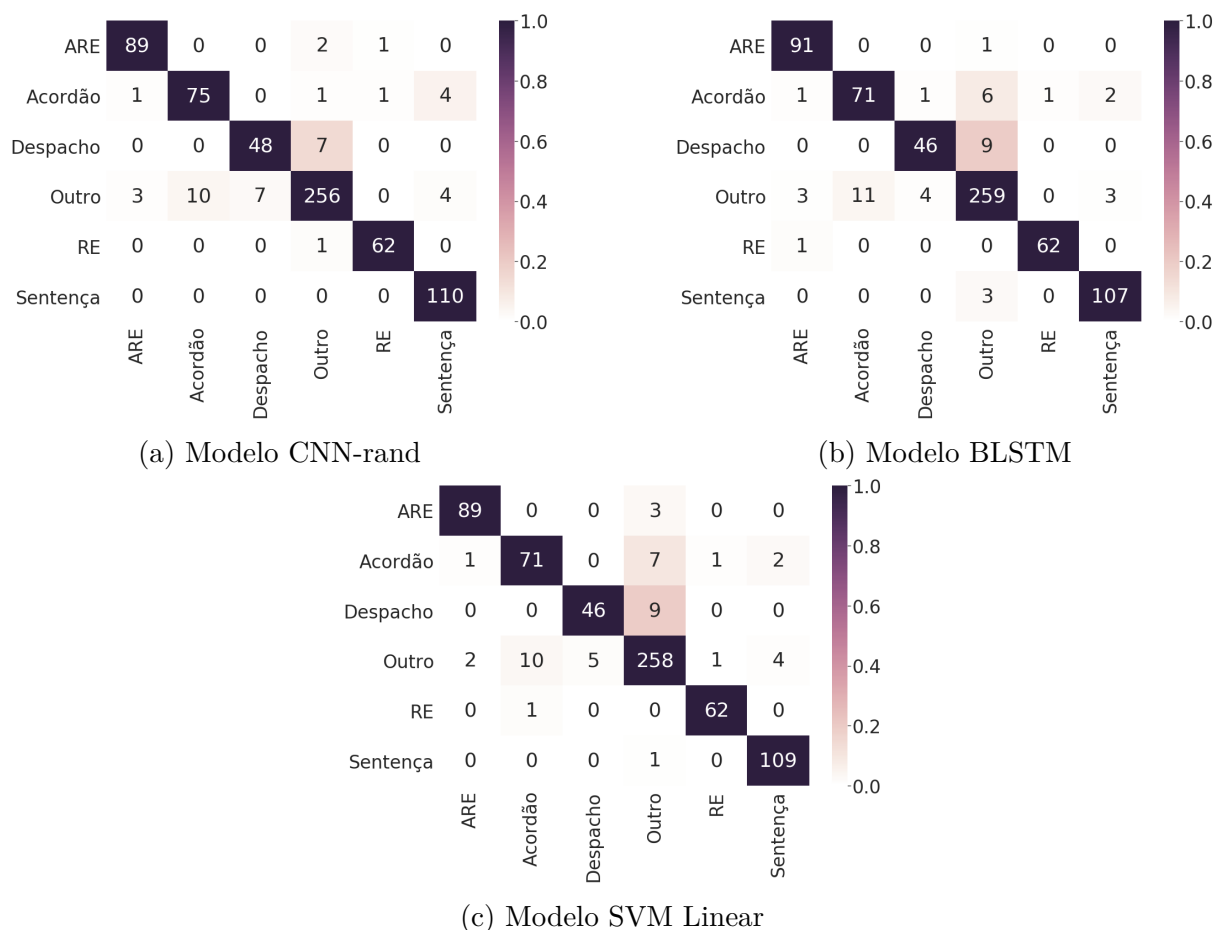 ARE 89 0 0 2 1 0
Acordão 1 75 0 1 1 4
Despacho 0 0 48 7 0 0
Outro 3 10 7 256 0 4
RE 0 0 0 1 62 0
Sentença 0 0 0 0 0 110
ARE Acordão Despacho Outro RE Sentença
1.0
0.8
0.6
0.4
0.2
0.0
(a) Modelo CNN-rand
ARE 91 0 0 1 0 0
Acordão 1 71 1 6 1 2
Despacho 0 0 46 9 0 0
Outro 3 11 4 259 0 3
RE 1 0 0 0 62 0
Sentença 0 0 0 3 0 107
ARE Acordão Despacho Outro RE Sentença
1.0
0.8
0.6
0.4
0.2
0.0
(b) Modelo BLSTM
ARE 89 0 0 3 0 0
Acordão 1 71 0 7 1 2
Despacho 0 0 46 9 0 0
Outro 2 10 5 258 1 4
RE 0 1 0 0 62 0
Sentença 0 0 0 1 0 109
ARE Acordão Despacho Outro RE Sentença
1.0
0.8
0.6
0.4
0.2
0.0
(c) Modelo SVM Linear